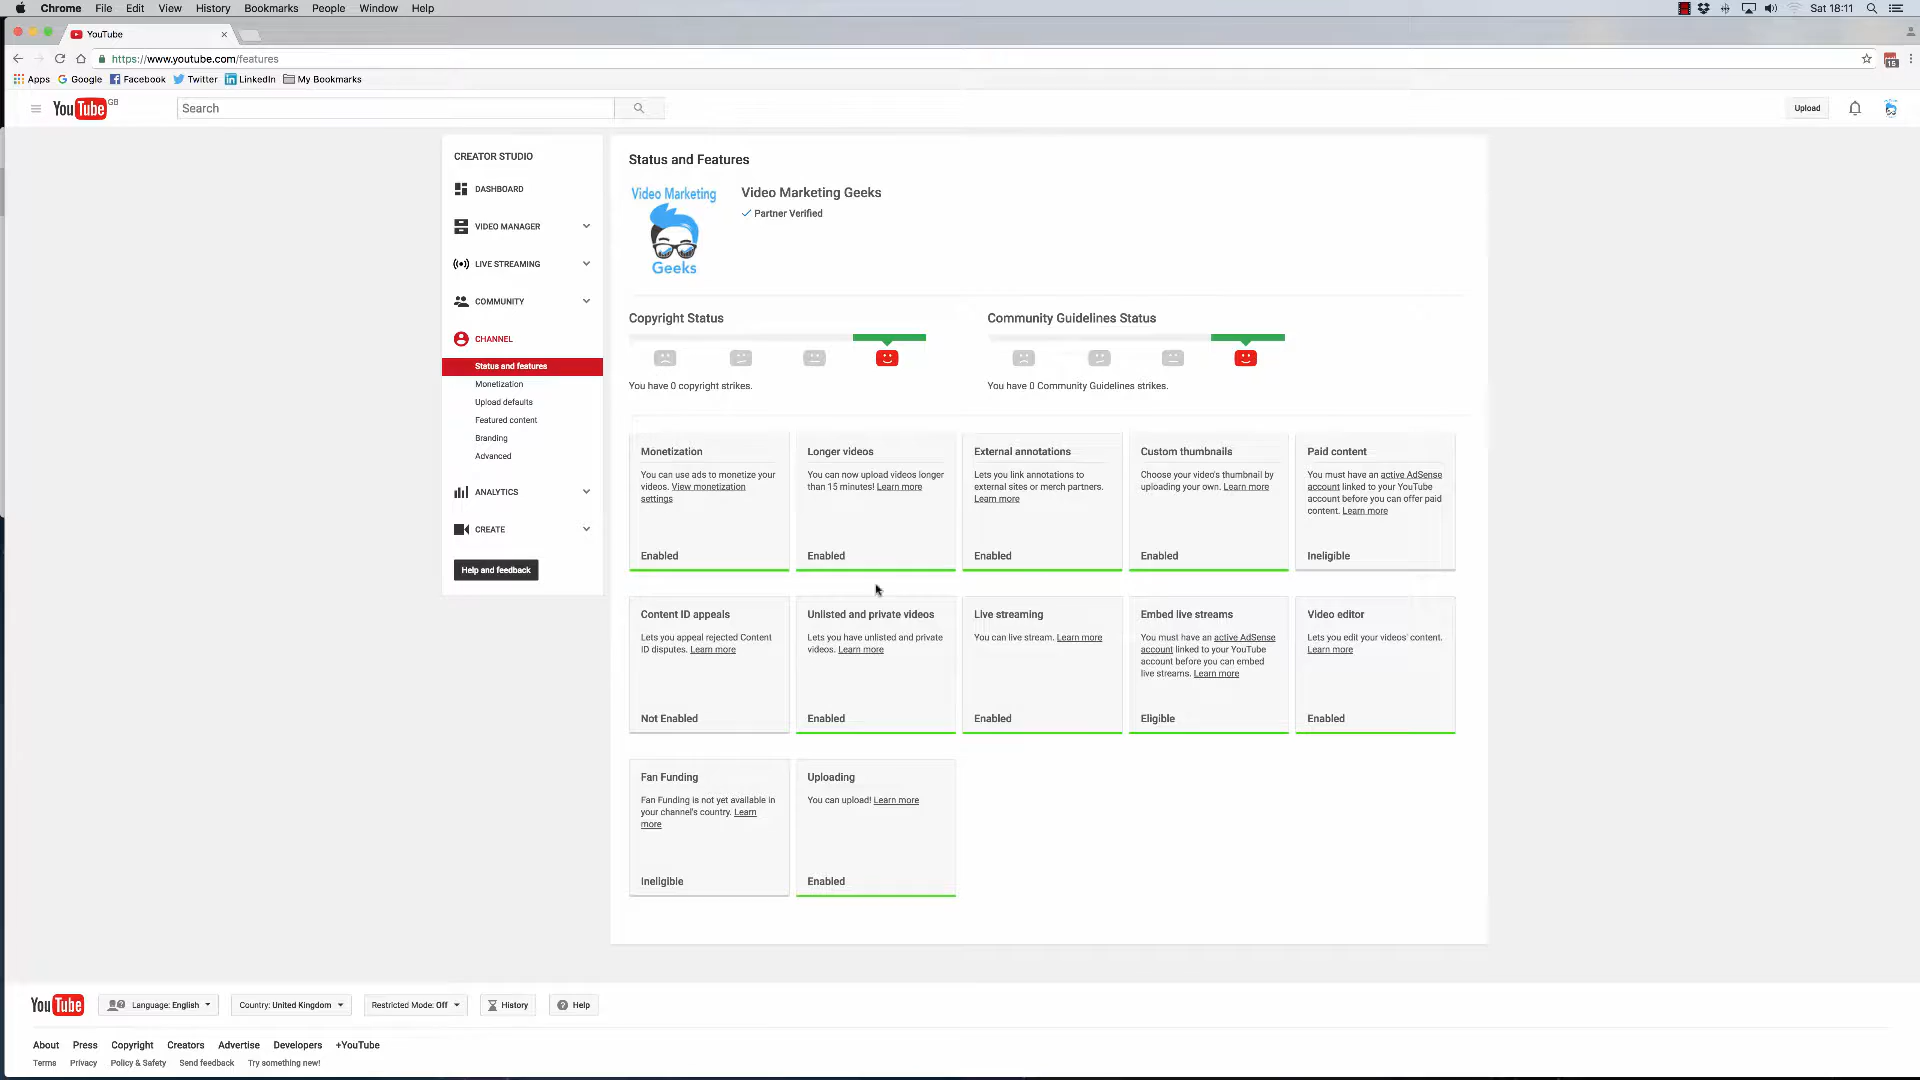 Chrome File Edit View History Bookmarks People Window Help Sat 18:11
YouTube
https://www.youtube.com/features
15
Apps Google Facebook Twitter LinkedIn My Bookmarks
YouTube GB Search Upload
CREATOR STUDIO
DASHBOARD
VIDEO MANAGER
LIVE STREAMING
COMMUNITY
CHANNEL
Status and features
Monetization
Upload defaults
Featured content
Branding
Advanced
ANALYTICS
CREATE
Help and feedback
Status and Features
Video Marketing
Geeks
Video Marketing Geeks
Partner Verified
Copyright Status
You have 0 copyright strikes.
Community Guidelines Status
You have 0 Community Guidelines strikes.
Monetization
You can use ads to monetize your
videos. View monetization
settings
Enabled
Longer videos
You can now upload videos longer
than 15 minutes! Learn more
Enabled
External annotations
Lets you link annotations to
external sites or merch partners.
Learn more
Enabled
Custom thumbnails
Choose your video's thumbnail by
uploading your own. Learn more
Enabled
Paid content
You must have an active AdSense
account linked to your YouTube
account before you can offer paid
content. Learn more
Ineligible
Content ID appeals
Lets you appeal rejected Content
ID disputes. Learn more
Not Enabled
Unlisted and private videos
Lets you have unlisted and private
videos. Learn more
Enabled
Live streaming
You can live stream. Learn more
Enabled
Embed live streams
You must have an active AdSense
account linked to your YouTube
account before you can embed
live streams. Learn more
Eligible
Video editor
Lets you edit your videos' content.
Learn more
Enabled
Fan Funding
Fan Funding is not yet available in
your channel's country. Learn
more
Ineligible
Uploading
You can upload! Learn more
Enabled
YouTube Language: English Country: United Kingdom Restricted Mode: Off History Help
About Press Copyright Creators Advertise Developers +YouTube
Terms Privacy Policy & Safety Send feedback Try something new!